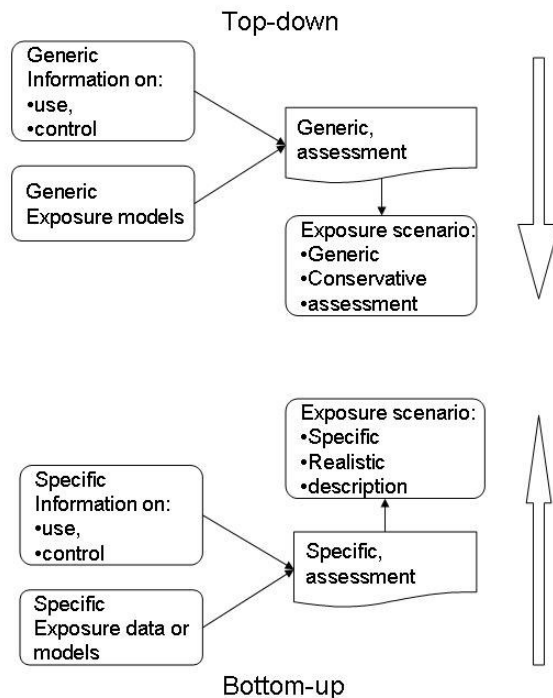 Top-down
Generic
Information on:
•use,
•control
Generic
Exposure models
Generic,
assessment
Exposure scenario:
•Generic
•Conservative
•assessment
Exposure scenario:
•Specific
•Realistic
•description
Specific
Information on:
•use,
•control
Specific
Exposure data or
models
Specific,
assessment
Bottom-up